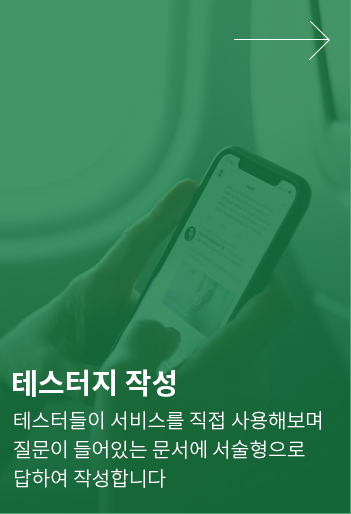 테스터지 작성
테스터들이 서비스를 직접 사용해보며
질문이 들어있는 문서에 서술형으로
답하여 작성합니다